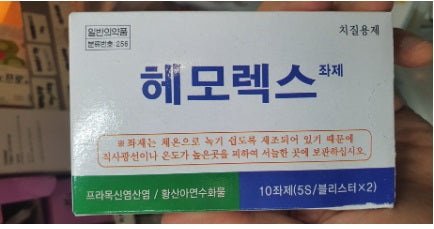 일반의약품
분류번호:256
치질용제
헤모렉스좌제
※좌제는 체온으로 녹기 쉽도록 제조되어 있기 때문에
직사광선이나 온도가 높은곳을 피하여 서늘한 곳에 보관하십시오.
프라목신염산염 / 황산아연수화물
10좌제(5S/블리스터×2)